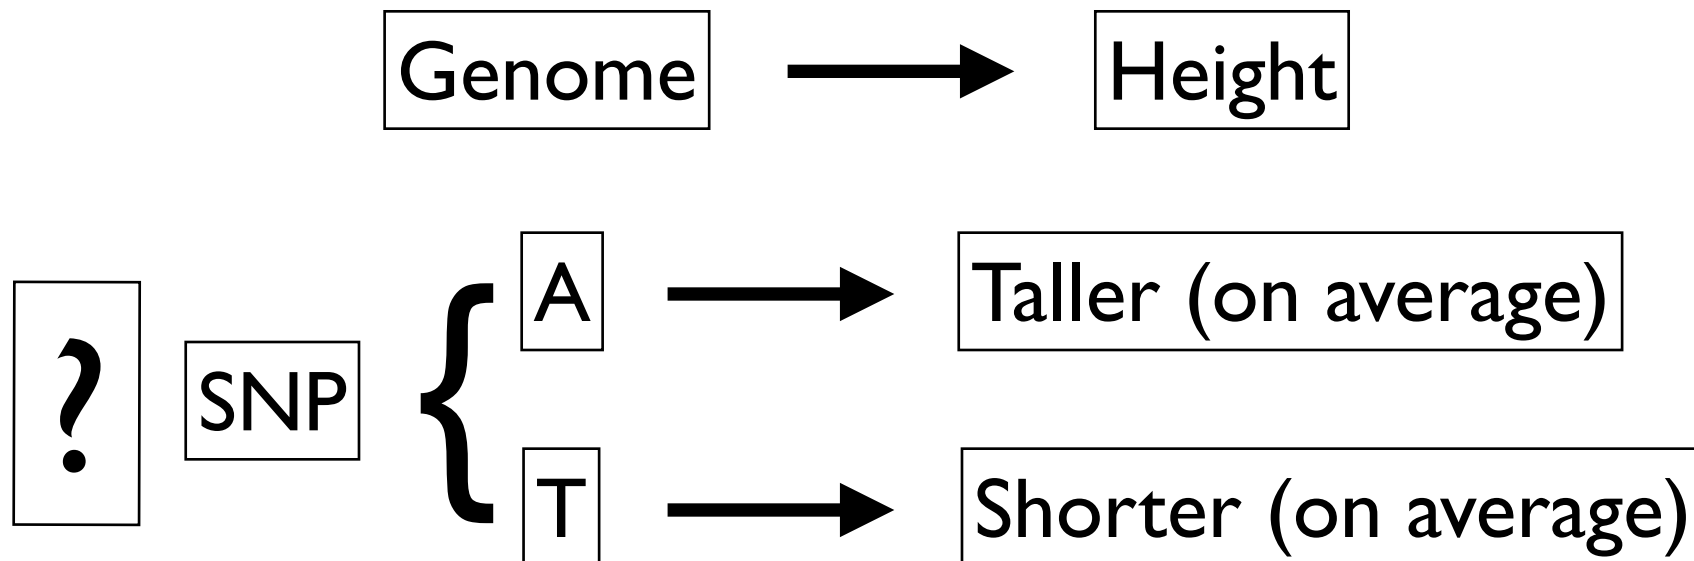 Genome Height
A Taller (on average)
? SNP {
T Shorter (on average)